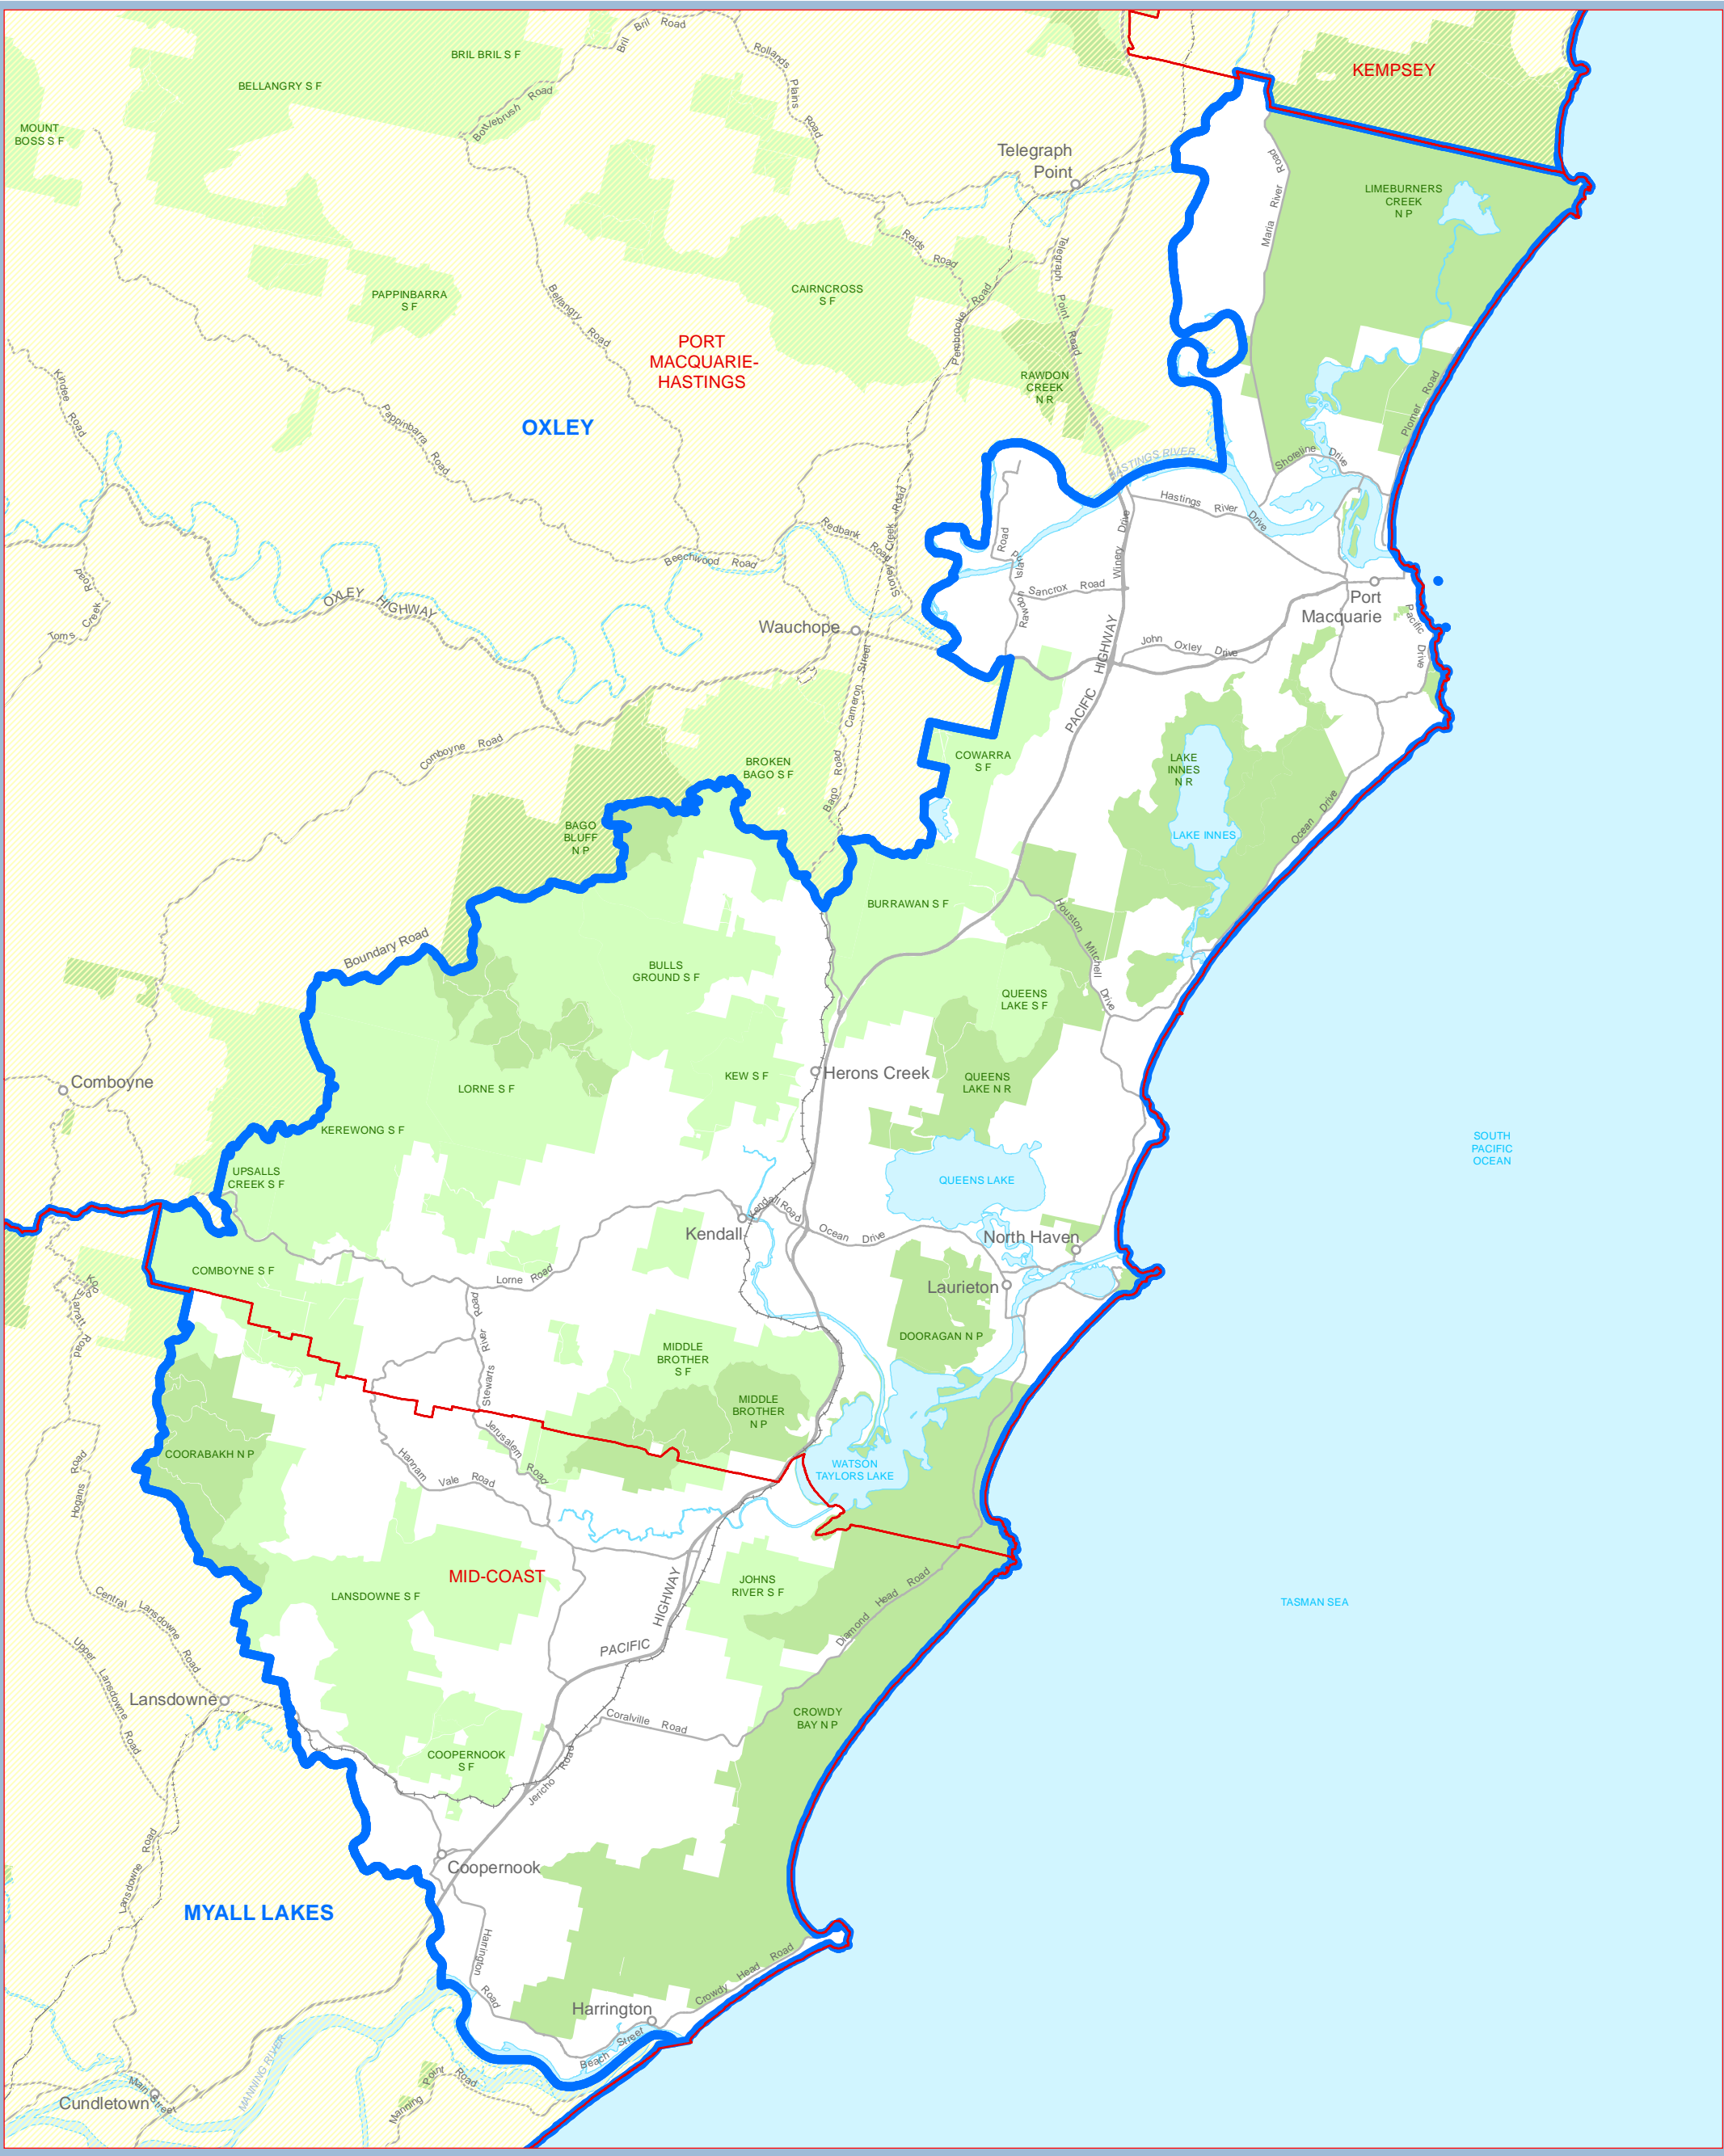 Bril Bril Road
BRIL BRIL S F
BELLANGRY S F
Bottlebrush Road
Rollands Plains Road
KEMPSEY
MOUNT
BOSS S F
Telegraph
Point
Maria River Road
LIMEBURNERS
CREEK
N P
Reids Road
Telegraph Point Road
PAPPINBARRA
S F
CAIRNCROSS
S F
Bellangry Road
Pembrooke Road
PORT
MACQUARIE-
HASTINGS
RAWDON
CREEK
N R
Kindee Road
Pappinbarra Road
OXLEY
Plomer Road
Shoreline Drive
HASTINGS RIVER
Hastings River Drive
Redbank Road
Stoney Creek Road
Beechwood Road
Winery Drive
Rawdon Island Road
Sancrox Road
OXLEY HIGHWAY
Toms Creek Road
Port
Macquarie
Pacific Drive
Wauchope
John Oxley Drive
PACIFIC HIGHWAY
Cameron Street
Bago Road
Comboyne Road
BROKEN
BAGO S F
COWARRA
S F
LAKE
INNES
N R
LAKE INNES
Ocean Drive
BAGO
BLUFF
N P
BURRAWAN S F
Houston Mitchell Drive
Boundary Road
BULLS
GROUND S F
QUEENS
LAKE S F
Comboyne
Herons Creek
KEW S F
QUEENS
LAKE N R
LORNE S F
KEREWONG S F
SOUTH
PACIFIC
OCEAN
UPSALLS
CREEK S F
QUEENS LAKE
Kendall Road
Kendall
Ocean Drive
North Haven
COMBOYNE S F
Lorne Road
Laurieton
Koppin Yarratt Road
Stewarts River Road
DOORAGAN N P
MIDDLE
BROTHER
S F
MIDDLE
BROTHER
N P
COORABAKH N P
Jerusalem Road
Hannam Vale Road
Hogans Road
WATSON
TAYLORS LAKE
MID-COAST
LANSDOWNE S F
JOHNS
RIVER S F
Diamond Head Road
TASMAN SEA
Central Lansdowne Road
Upper Lansdowne Road
PACIFIC HIGHWAY
Lansdowne
Coralville Road
CROWDY
BAY N P
COOPERNOOK
S F
Jericho Road
Lansdowne Road
Coopernook
MYALL LAKES
Harrington Road
Crowdy Head Road
Harrington
Beach Street
MANNING RIVER
Manning Point Road
Main Street
Cundletown